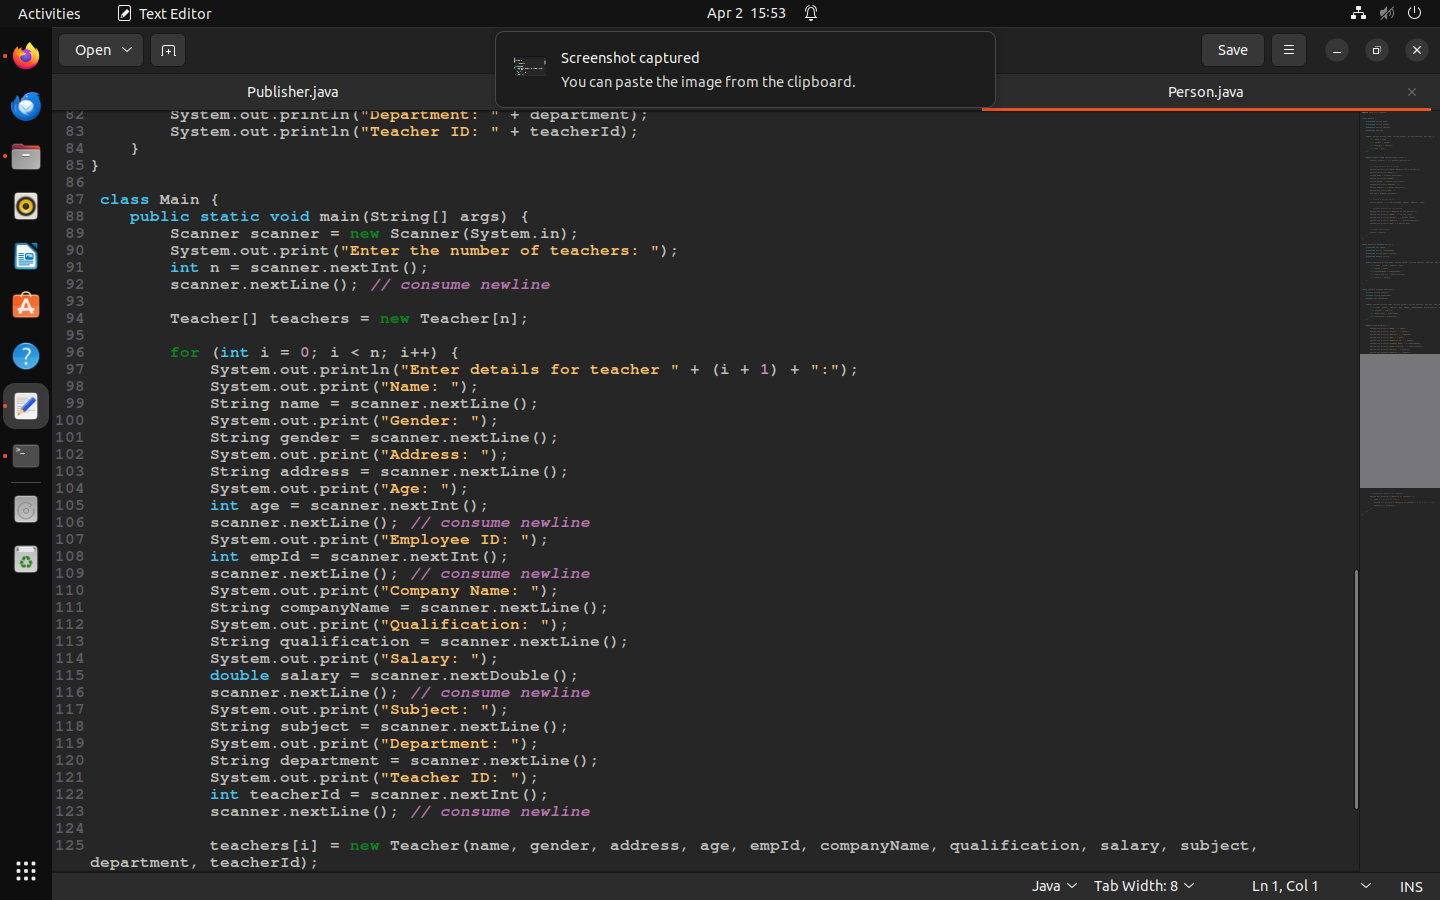 Activities
Text Editor
Apr 2 15:53
Open
Screenshot captured
You can paste the image from the clipboard.
Save
Publisher.java
Person.java
82 System.out.println("Department: " + department);
83 System.out.println("Teacher ID: " + teacherId);
84 }
85 }
86
87 class Main {
88 public static void main(String[] args) {
89 Scanner scanner = new Scanner(System.in);
90 System.out.print("Enter the number of teachers: ");
91 int n = scanner.nextInt();
92 scanner.nextLine(); // consume newline
93
94 Teacher[] teachers = new Teacher[n];
95
96 for (int i = 0; i < n; i++) {
97 System.out.println("Enter details for teacher " + (i + 1) + ":");
98 System.out.print("Name: ");
99 String name = scanner.nextLine();
100 System.out.print("Gender: ");
101 String gender = scanner.nextLine();
102 System.out.print("Address: ");
103 String address = scanner.nextLine();
104 System.out.print("Age: ");
105 int age = scanner.nextInt();
106 scanner.nextLine(); // consume newline
107 System.out.print("Employee ID: ");
108 int empId = scanner.nextInt();
109 scanner.nextLine(); // consume newline
110 System.out.print("Company Name: ");
111 String companyName = scanner.nextLine();
112 System.out.print("Qualification: ");
113 String qualification = scanner.nextLine();
114 System.out.print("Salary: ");
115 double salary = scanner.nextDouble();
116 scanner.nextLine(); // consume newline
117 System.out.print("Subject: ");
118 String subject = scanner.nextLine();
119 System.out.print("Department: ");
120 String department = scanner.nextLine();
121 System.out.print("Teacher ID: ");
122 int teacherId = scanner.nextInt();
123 scanner.nextLine(); // consume newline
124
125 teachers[i] = new Teacher(name, gender, address, age, empId, companyName, qualification, salary, subject,
department, teacherId);
Java
Tab Width: 8
Ln 1, Col 1
INS